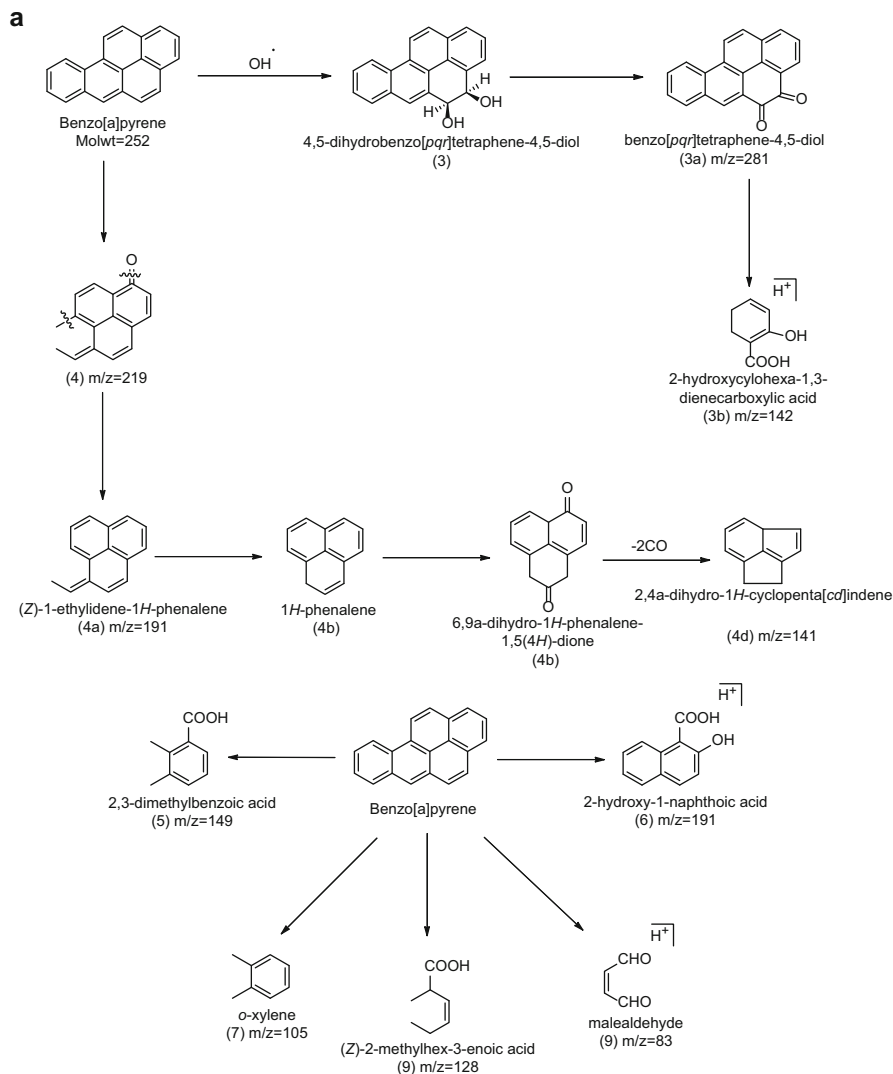 a
OH·
Benzo[a]pyrene
Molwt=252
H
H
OH
OH
4,5-dihydrobenzo[pqr]tetraphene-4,5-diol
(3)
O
O
benzo[pqr]tetraphene-4,5-diol
(3a) m/z=281
O
(4) m/z=219
H+
OH
COOH
2-hydroxycylohexa-1,3-
dienecarboxylic acid
(3b) m/z=142
(Z)-1-ethylidene-1H-phenalene
(4a) m/z=191
1H-phenalene
(4b)
O
O
6,9a-dihydro-1H-phenalene-
1,5(4H)-dione
(4b)
-2CO
2,4a-dihydro-1H-cyclopenta[cd]indene
(4d) m/z=141
COOH
2,3-dimethylbenzoic acid
(5) m/z=149
Benzo[a]pyrene
H+
COOH
OH
2-hydroxy-1-naphthoic acid
(6) m/z=191
o-xylene
(7) m/z=105
COOH
(Z)-2-methylhex-3-enoic acid
(9) m/z=128
H+
CHO
CHO
malealdehyde
(9) m/z=83